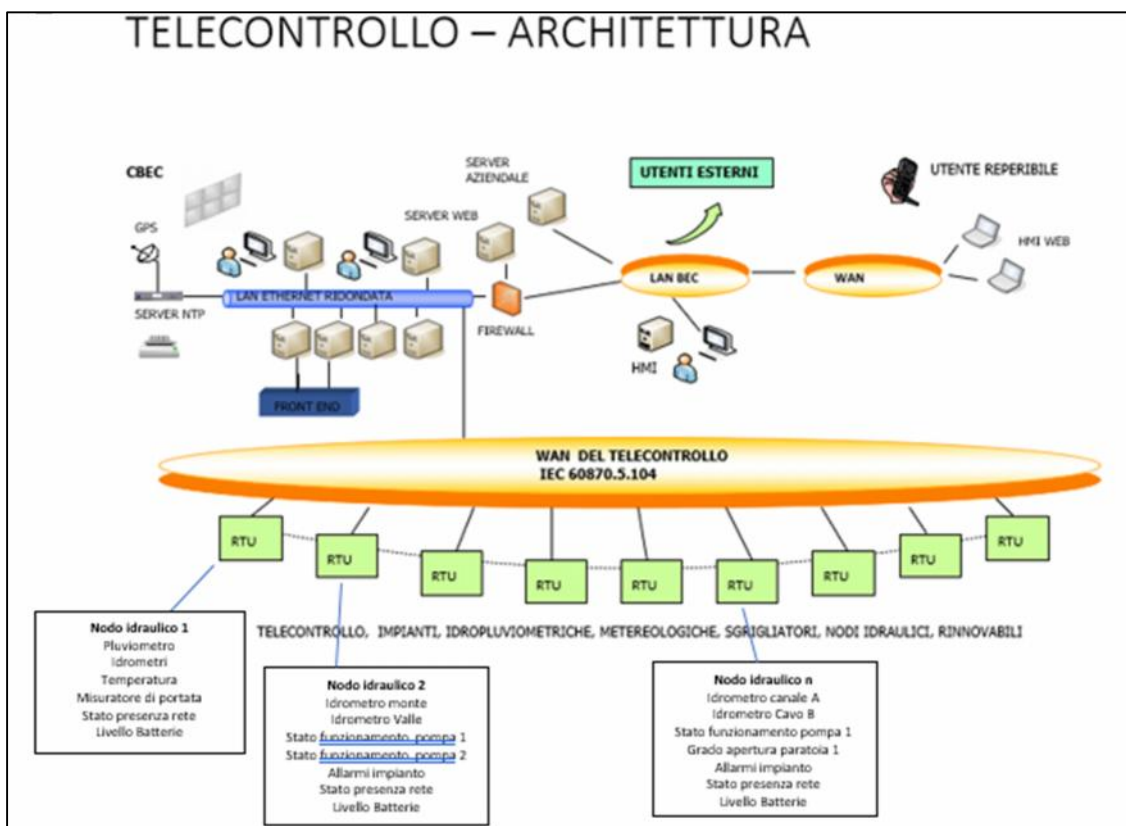 TELECONTROLLO – ARCHITETTURA
CBEC
GPS
SERVER NTP
LAN ETHERNET RIDONDATA
FRONT END
SERVER WEB
SERVER
AZIENDALE
FIREWALL
UTENTI ESTERNI
LAN BEC
HMI
WAN
UTENTE REPERIBILE
HMI WEB
WAN DEL TELECONTROLLO
IEC 60870.5.104
RTU
RTU
RTU
RTU
RTU
RTU
RTU
RTU
RTU
TELECONTROLLO, IMPIANTI, IDROPLUVIOMETRICHE, METEREOLOGICHE, SGRIGLIATORI, NODI IDRAULICI, RINNOVABILI
Nodo idraulico 1
Pluviometro
Idrometri
Temperatura
Misuratore di portata
Stato presenza rete
Livello Batterie
Nodo idraulico 2
Idrometro monte
Idrometro Valle
Stato funzionamento pompa 1
Stato funzionamento pompa 2
Allarmi impianto
Stato presenza rete
Livello Batterie
Nodo idraulico n
Idrometro canale A
Idrometro Cavo B
Stato funzionamento pompa 1
Grado apertura paratoia 1
Allarmi impianto
Stato presenza rete
Livello Batterie